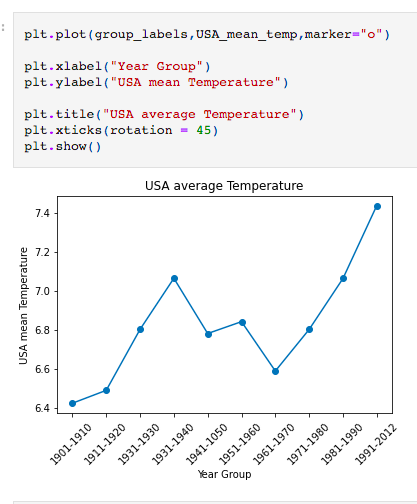 :
plt.plot(group_labels,USA_mean_temp,marker="o")
plt.xlabel("Year Group")
plt.ylabel("USA mean Temperature")
plt.title("USA average Temperature")
plt.xticks(rotation = 45)
plt.show()
USA average Temperature
7.4
7.2
7.0
6.8
6.6
6.4
USA mean Temperature
1901-1910
1911-1920
1931-1930
1931-1940
1941-1050
1951-1960
1961-1970
1971-1980
1981-1990
1991-2012
Year Group